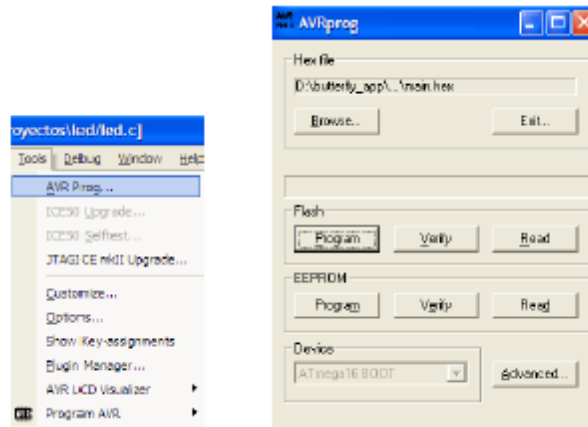 royectos\led/led.c]
Tools Debug Window Help
AVR Prog...
ICE50 Upgrade...
ICE50 Selftest...
JTAGICE mkII Upgrade...
Customize...
Options...
Show Key-assignments
Plugin Manager...
AVR LCD Visualizer
Program AVR
AVRprog
Hex file
D:\butterfly_app\...\main.hex
Browse... Exit...
Flash
Program Verify Read
EEPROM
Program Verify Read
Device
ATmega16 BOOT Advanced...